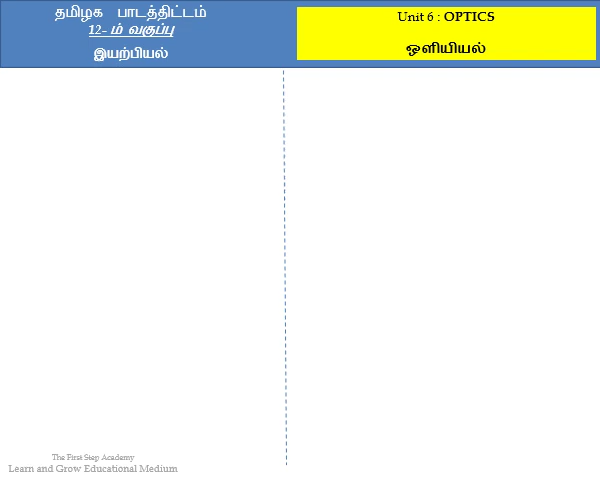 தமிழக பாடத்திட்டம்
12- ம் வகுப்பு
இயற்பியல்
Unit 6 : OPTICS
ஒளியியல்
The First Step Academy
Learn and Grow Educational Medium